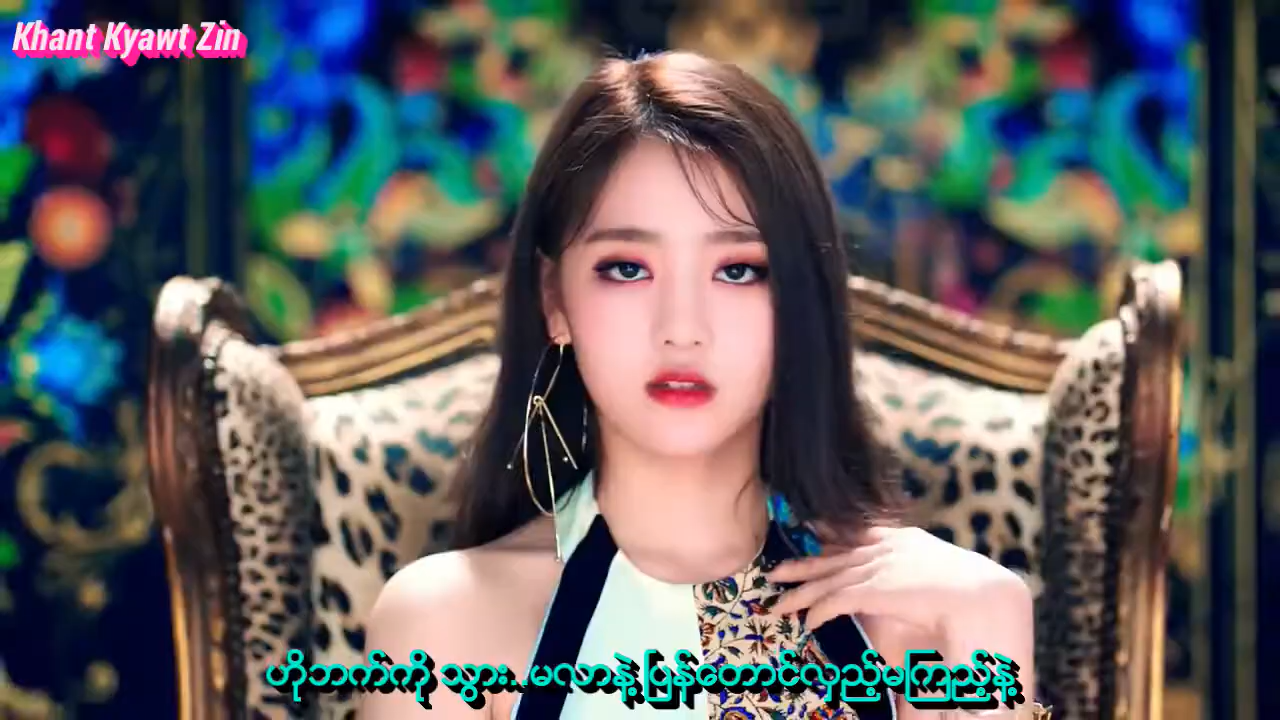 Khant Kyawt Zin
ဟိုဘက်ကို သွား..မလာနဲ့ ပြန်တောင်လှည့်မကြည့်နဲ့